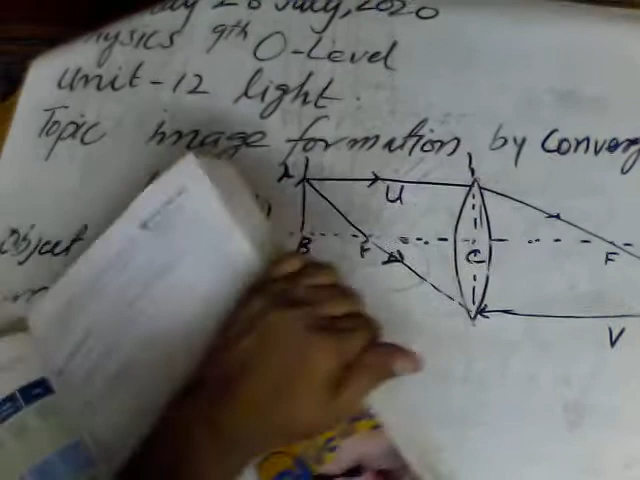 July, 2020
Physics 9th O-Level
Unit-12 light.
Topic image formation by Converg
A
U
Object
B F C F
V